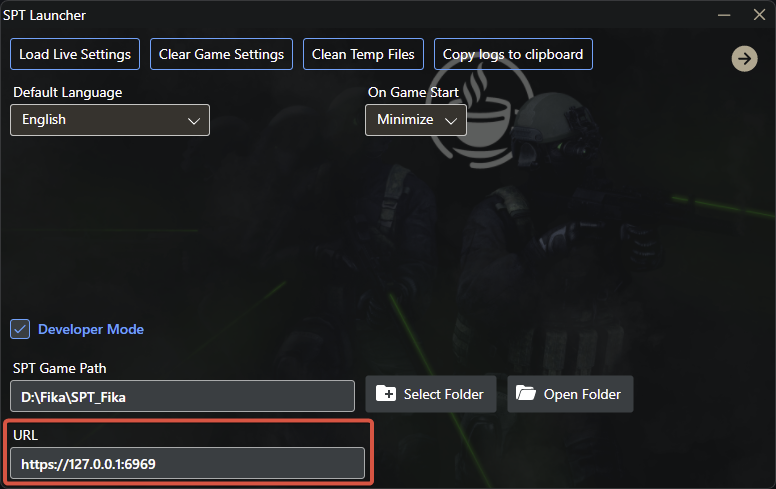 SPT Launcher
Load Live Settings
Clear Game Settings
Clean Temp Files
Copy logs to clipboard
Default Language
On Game Start
English
Minimize
Developer Mode
SPT Game Path
D:\Fika\SPT_Fika
Select Folder
Open Folder
URL
https://127.0.0.1:6969